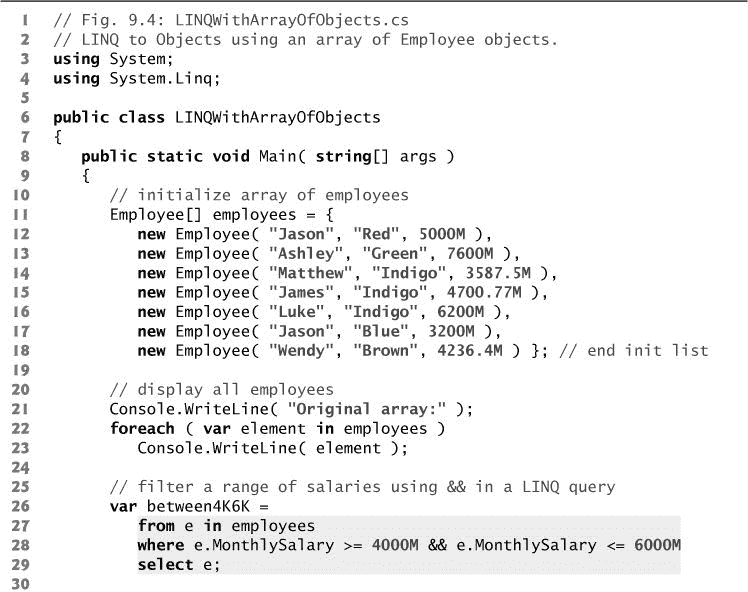 1 // Fig. 9.4: LINQWithArrayOfObjects.cs
2 // LINQ to Objects using an array of Employee objects.
3 using System;
4 using System.Linq;
5
6 public class LINQWithArrayOfObjects
7 {
8 public static void Main( string[] args )
9 {
10 // initialize array of employees
11 Employee[] employees = {
12 new Employee( "Jason", "Red", 5000M ),
13 new Employee( "Ashley", "Green", 7600M ),
14 new Employee( "Matthew", "Indigo", 3587.5M ),
15 new Employee( "James", "Indigo", 4700.77M ),
16 new Employee( "Luke", "Indigo", 6200M ),
17 new Employee( "Jason", "Blue", 3200M ),
18 new Employee( "Wendy", "Brown", 4236.4M ) }; // end init list
19
20 // display all employees
21 Console.WriteLine( "Original array:" );
22 foreach ( var element in employees )
23 Console.WriteLine( element );
24
25 // filter a range of salaries using && in a LINQ query
26 var between4K6K =
27 from e in employees
28 where e.MonthlySalary >= 4000M && e.MonthlySalary <= 6000M
29 select e;
30